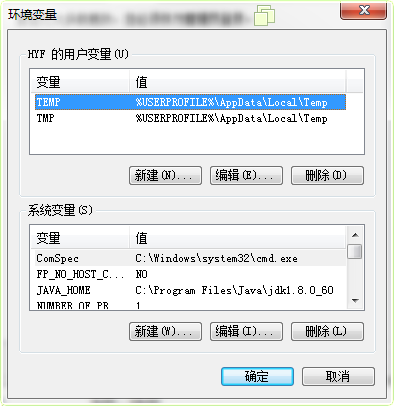 环境变量
HYF 的用户变量(U)
变量 值
TEMP %USERPROFILE%\AppData\Local\Temp
TMP %USERPROFILE%\AppData\Local\Temp
新建(N)... 编辑(E)... 删除(D)
系统变量(S)
变量 值
ComSpec C:\Windows\system32\cmd.exe
FP_NO_HOST_C... NO
JAVA_HOME C:\Program Files\Java\jdk1.8.0_60
NUMBER_OF_PR... 1
新建(W)... 编辑(I)... 删除(L)
确定 取消